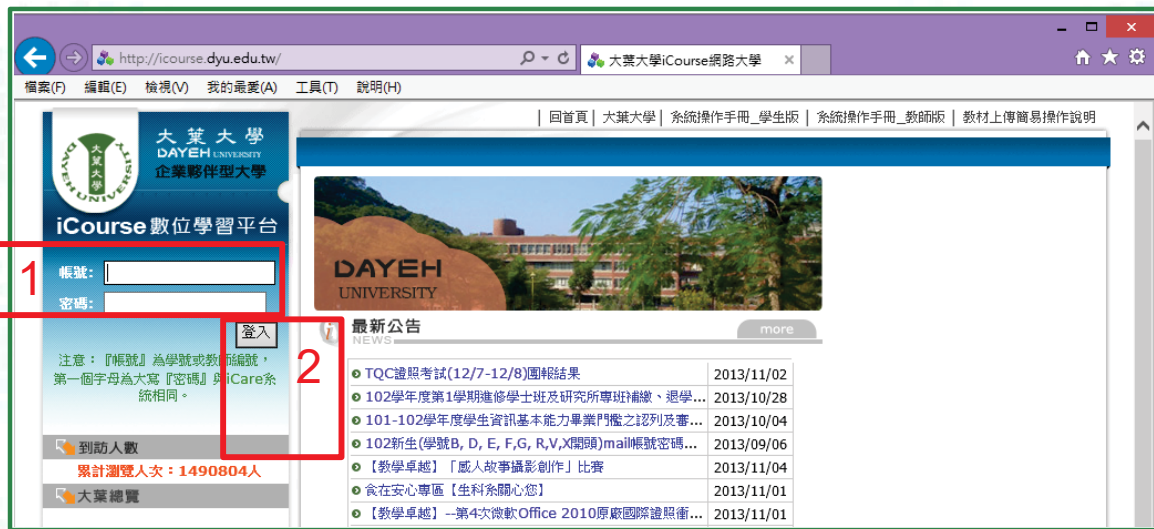 http://icourse.dyu.edu.tw/
大葉大學iCourse網路大學
檔案(F) 編輯(E) 檢視(V) 我的最愛(A) 工具(T) 說明(H)
| 回首頁 | 大葉大學 | 系統操作手冊_學生版 | 系統操作手冊_教師版 | 教材上傳簡易操作說明
大葉大學
DAYEH UNIVERSITY
企業夥伴型大學
大葉大學
DAYEH UNIVERSITY
iCourse數位學習平台
1
帳號:
密碼:
登入
2
注意：『帳號』為學號或教師編號，
第一個字母為大寫『密碼』與iCare系
統相同。
到訪人數
累計瀏覽人次：1490804人
大葉總覽
DAYEH
UNIVERSITY
最新公告
NEWS
more
TQC證照考試(12/7-12/8)團報結果 2013/11/02
102學年度第1學期進修學士班及研究所專班補繳、退學... 2013/10/28
101-102學年度學生資訊基本能力畢業門檻之認列及審... 2013/10/04
102新生(學號B, D, E, F,G, R,V,X開頭)mail帳號密碼... 2013/09/06
【教學卓越】「感人故事攝影創作」比賽 2013/11/04
食在安心專區【生科系關心您】 2013/11/01
【教學卓越】--第4次微軟Office 2010原廠國際證照衝... 2013/11/01